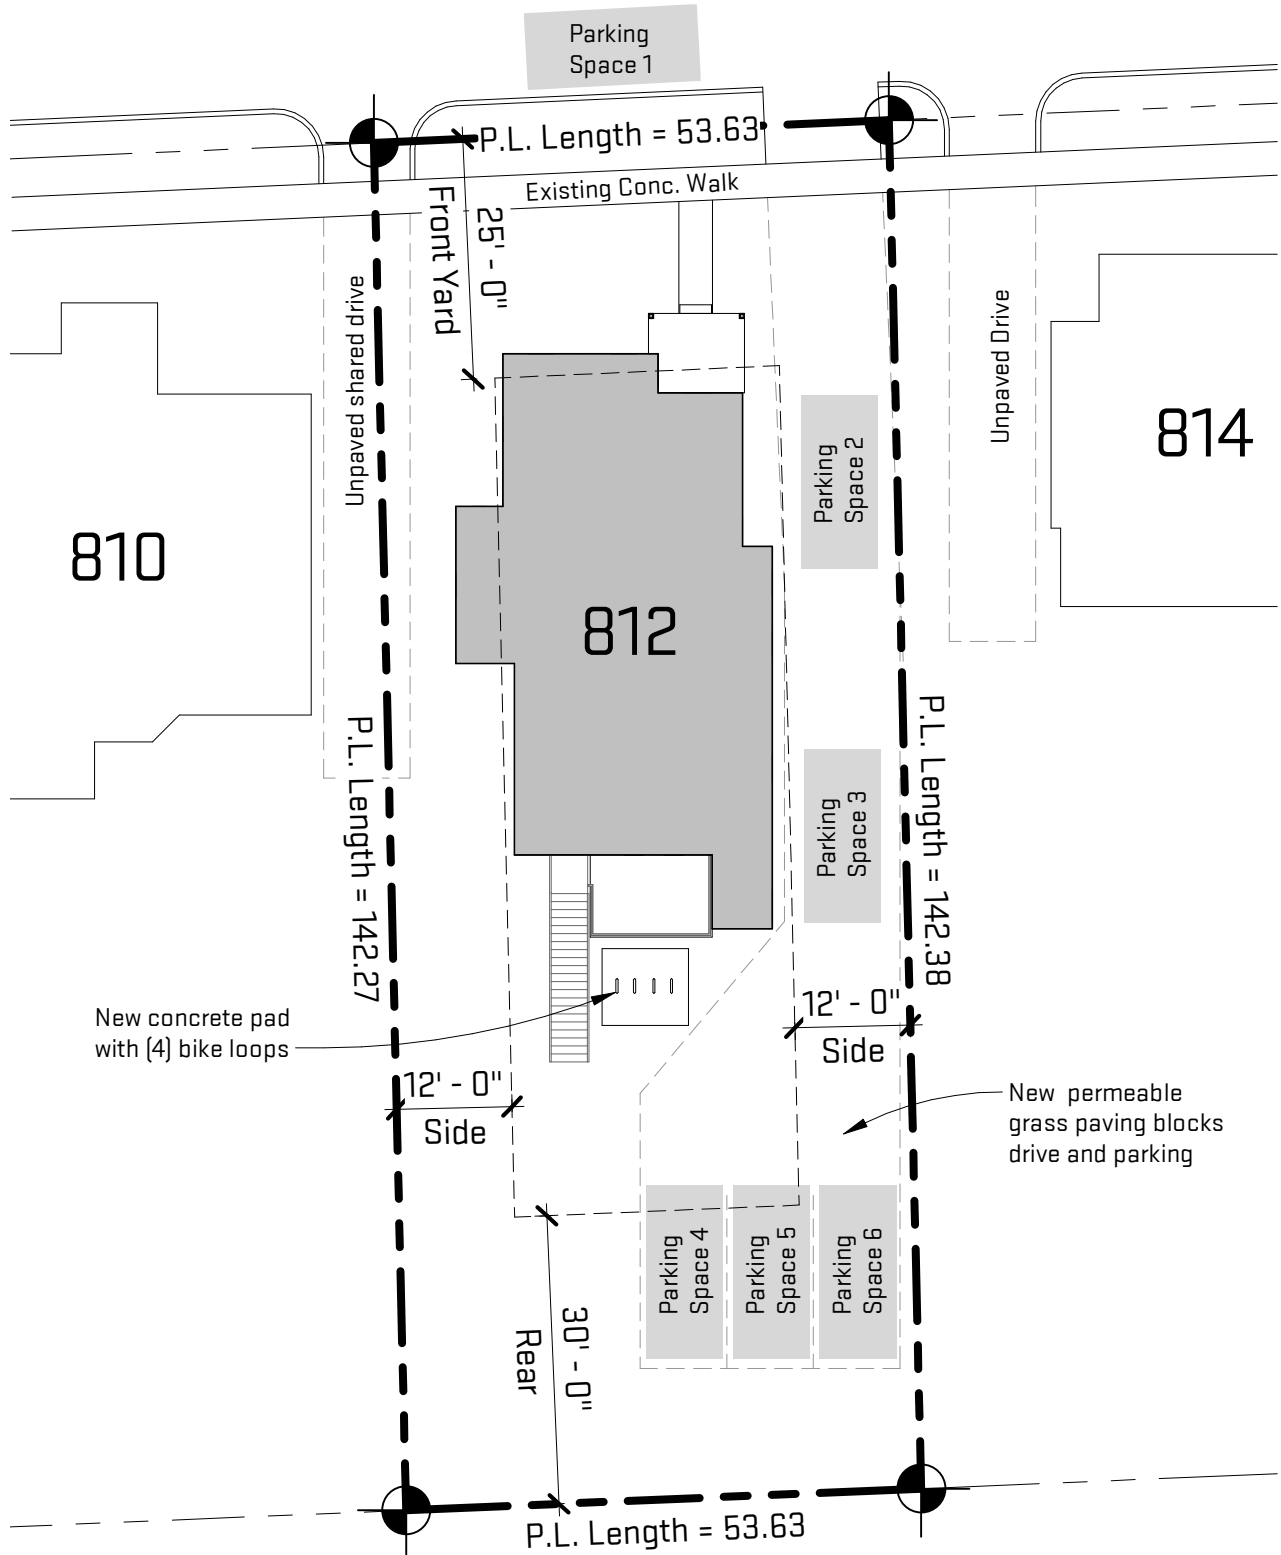 Parking
Space 1
P.L. Length = 53.63
Existing Conc. Walk
Front Yard
25' - 0"
Unpaved shared drive
Unpaved Drive
Parking
Space 2
814
810
812
P.L. Length = 142.27
P.L. Length = 142.38
Parking
Space 3
New concrete pad
with (4) bike loops
12' - 0"
Side
12' - 0"
Side
New permeable
grass paving blocks
drive and parking
Parking
Space 4
Parking
Space 5
Parking
Space 6
Rear
30' - 0"
P.L. Length = 53.63